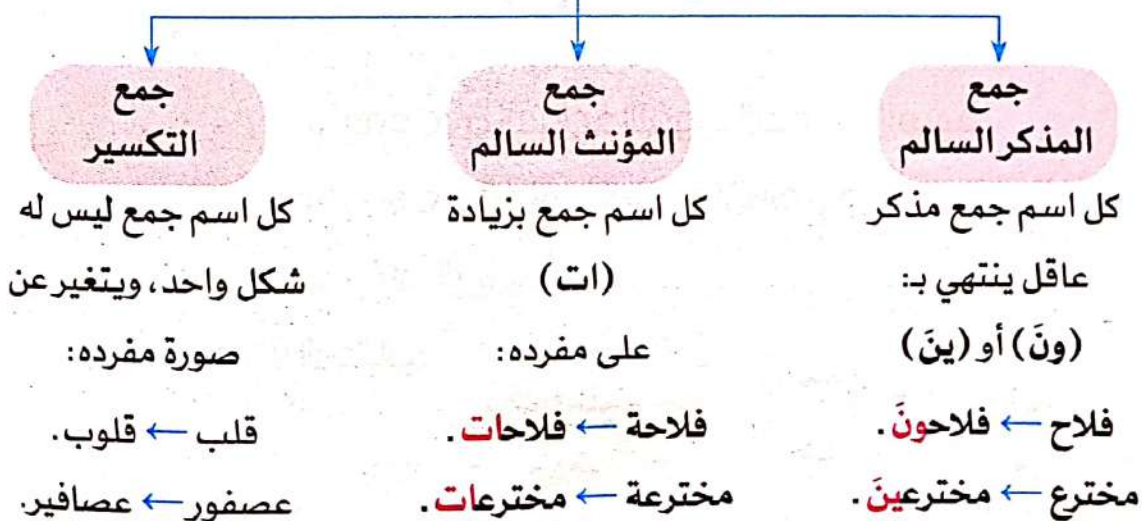 جمع
المذكر السالم
كل اسم جمع مذكر
عاقل ينتهي بـ:
(ونَ) أو (ينَ)
فلاح ← فلاحونَ.
مخترع ← مخترعينَ.
جمع
المؤنث السالم
كل اسم جمع بزيادة
(ات)
على مفرده:
فلاحة ← فلاحات.
مخترعة ← مخترعات.
جمع
التكسير
كل اسم جمع ليس له
شكل واحد، ويتغير عن
صورة مفرده:
قلب ← قلوب.
عصفور ← عصافير.